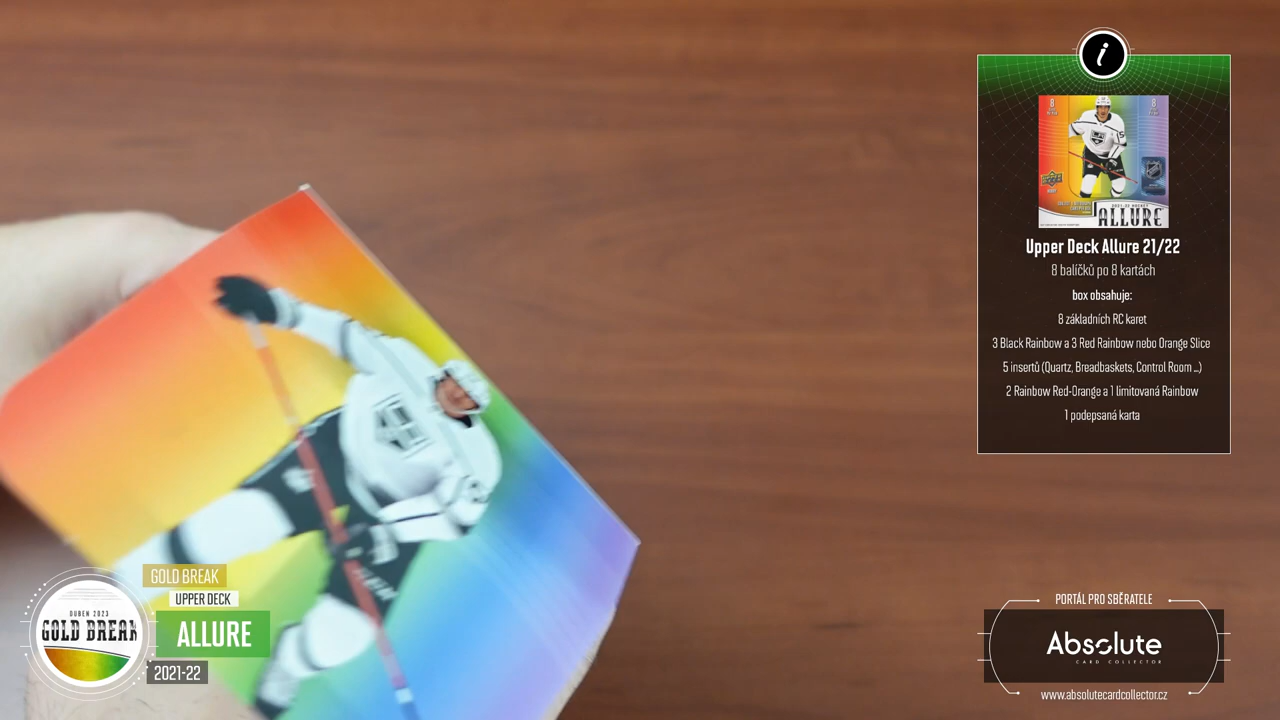 i
8
8
ALLURE
Upper Deck Allure 21/22
8 balíčků po 8 kartách
box obsahuje:
8 základních RC karet
3 Black Rainbow a 3 Red Rainbow nebo Orange Slice
5 insertů (Quartz, Breadbaskets, Control Room ...)
2 Rainbow Red-Orange a 1 limitovaná Rainbow
1 podepsaná karta
GOLD BREAK
UPPER DECK
ALLURE
2021-22
DUBEN 2023
GOLD BREAK
PORTÁL PRO SBĚRATELE
Absolute
CARD COLLECTOR
www.absolutecardcollector.cz